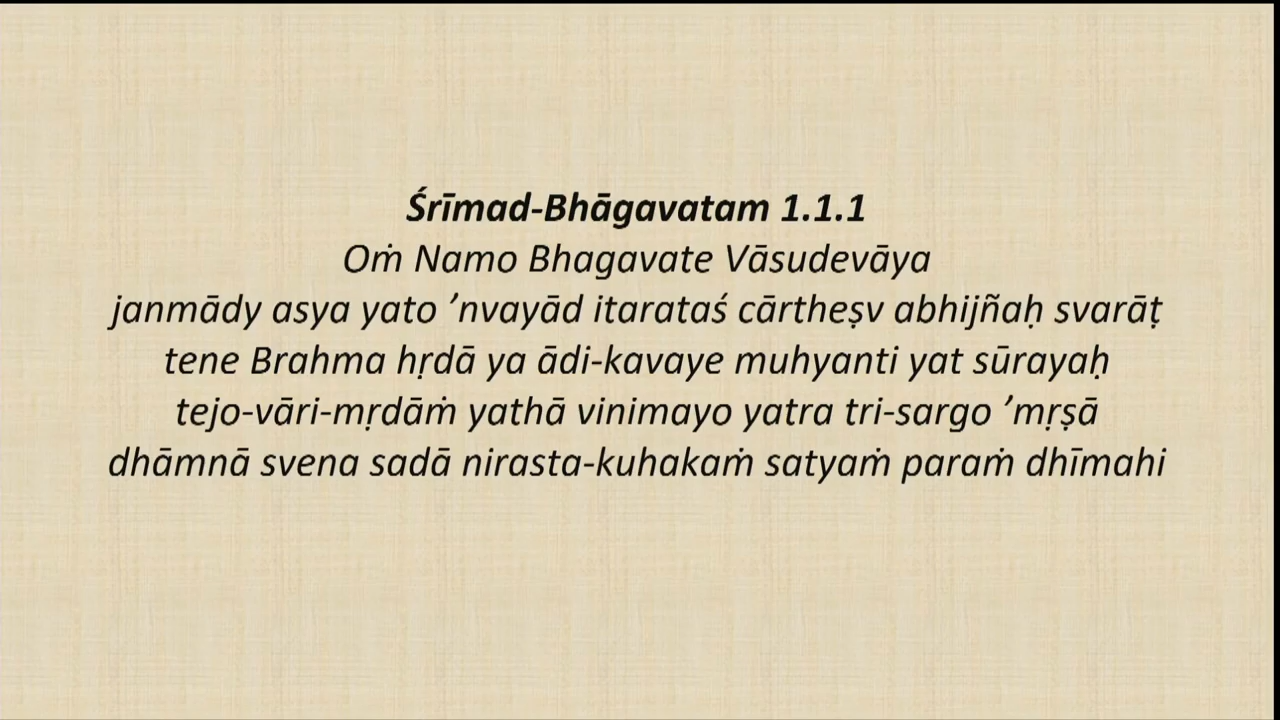 Śrīmad-Bhāgavatam 1.1.1
Oṁ Namo Bhagavate Vāsudevāya
janmādy asya yato ’nvayād itarataś cārtheṣv abhijñaḥ svarāṭ
tene Brahma hṛdā ya ādi-kavaye muhyanti yat sūrayaḥ
tejo-vāri-mṛdāṁ yathā vinimayo yatra tri-sargo ’mṛṣā
dhāmnā svena sadā nirasta-kuhakaṁ satyaṁ paraṁ dhīmahi